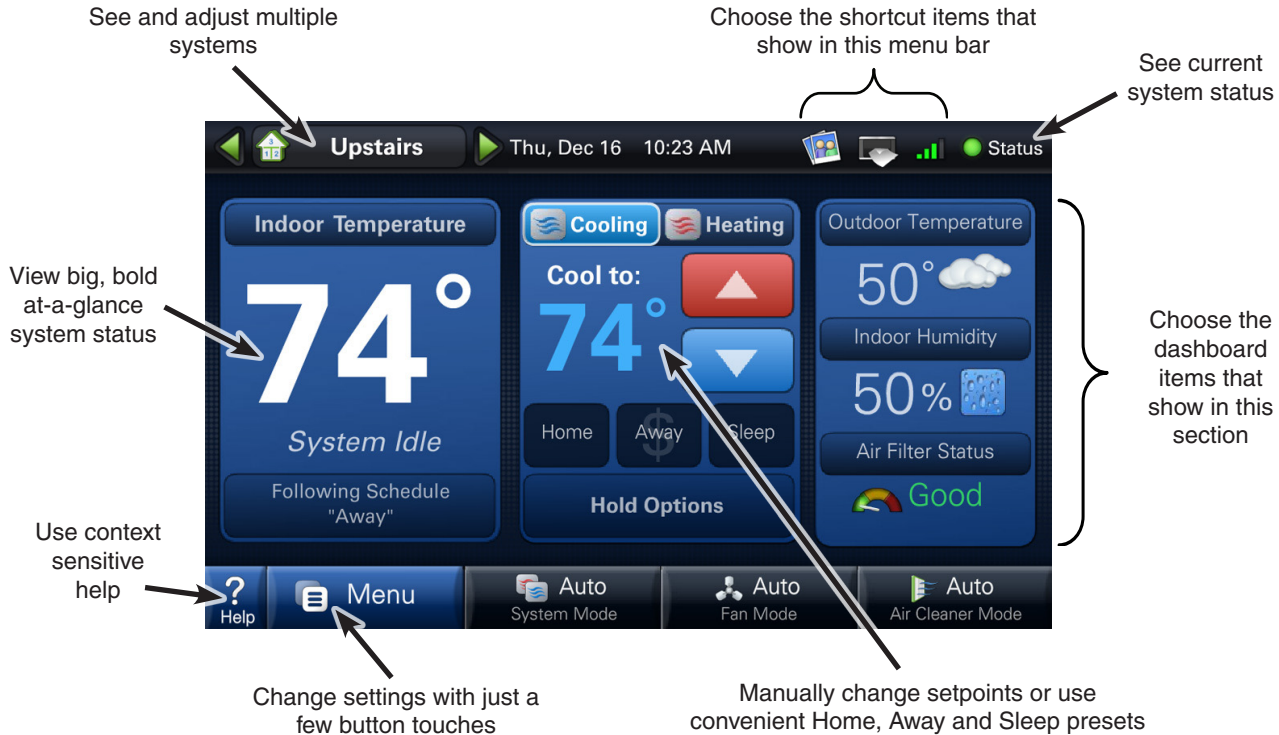 See and adjust multiple
systems
Choose the shortcut items that
show in this menu bar
See current
system status
3
1 2
Upstairs
Thu, Dec 16 10:23 AM
Status
Indoor Temperature
74°
System Idle
Following Schedule
"Away"
Cooling
Heating
Cool to:
74°
Home
Away
$
Sleep
Hold Options
Outdoor Temperature
50°
Indoor Humidity
50%
Air Filter Status
Good
View big, bold
at-a-glance
system status
Choose the
dashboard
items that
show in this
section
Use context
sensitive
help
?
Help
Menu
Auto
System Mode
Auto
Fan Mode
Auto
Air Cleaner Mode
Change settings with just a
few button touches
Manually change setpoints or use
convenient Home, Away and Sleep presets